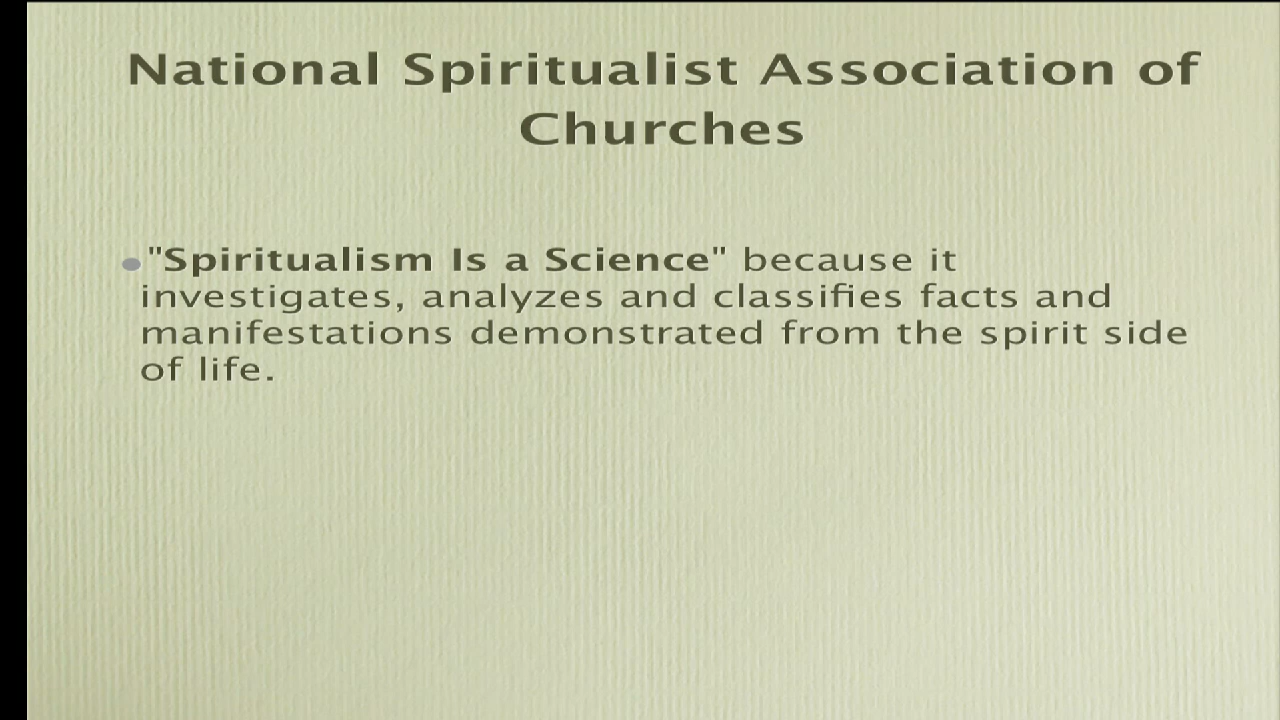 National Spiritualist Association of
Churches
•"Spiritualism Is a Science" because it
investigates, analyzes and classifies facts and
manifestations demonstrated from the spirit side
of life.